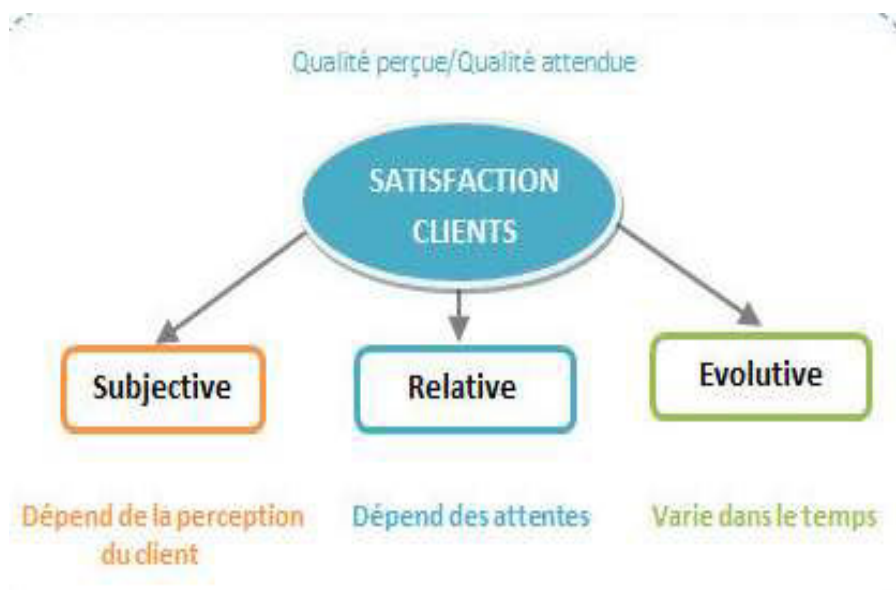 Qualité perçue/Qualité attendue
SATISFACTION
CLIENTS
Subjective
Relative
Evolutive
Dépend de la perception
du client
Dépend des attentes
Varie dans le temps